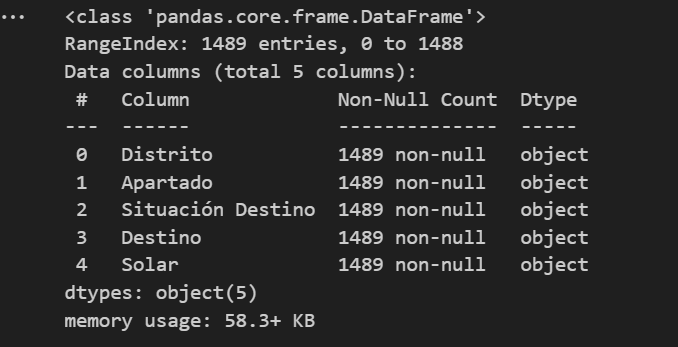 ... <class 'pandas.core.frame.DataFrame'>
RangeIndex: 1489 entries, 0 to 1488
Data columns (total 5 columns):
 #   Column             Non-Null Count  Dtype
---  ------             --------------  -----
 0   Distrito           1489 non-null   object
 1   Apartado           1489 non-null   object
 2   Situación Destino  1489 non-null   object
 3   Destino            1489 non-null   object
 4   Solar              1489 non-null   object
dtypes: object(5)
memory usage: 58.3+ KB